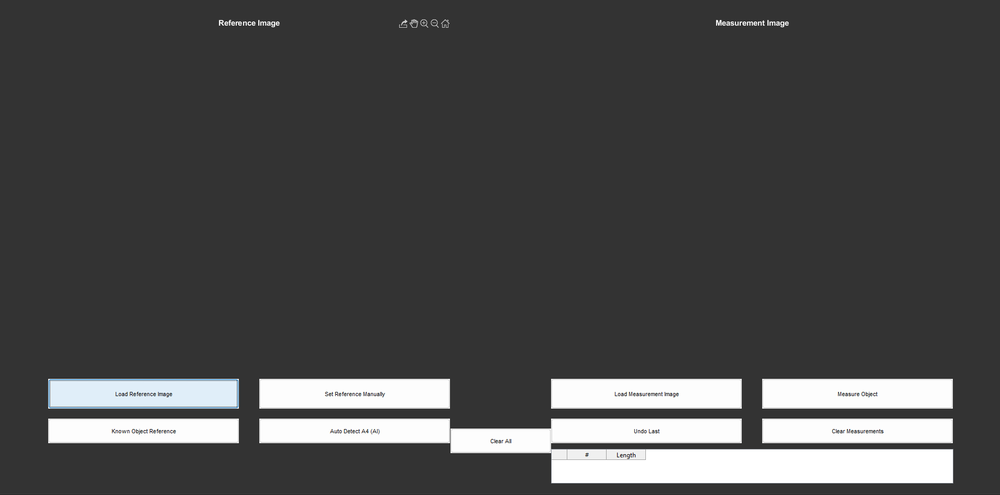 Reference Image
Measurement Image
Load Reference Image
Set Reference Manually
Load Measurement Image
Measure Object
Known Object Reference
Auto Detect A4 (AI)
Undo Last
Clear Measurements
Clear All
# Length